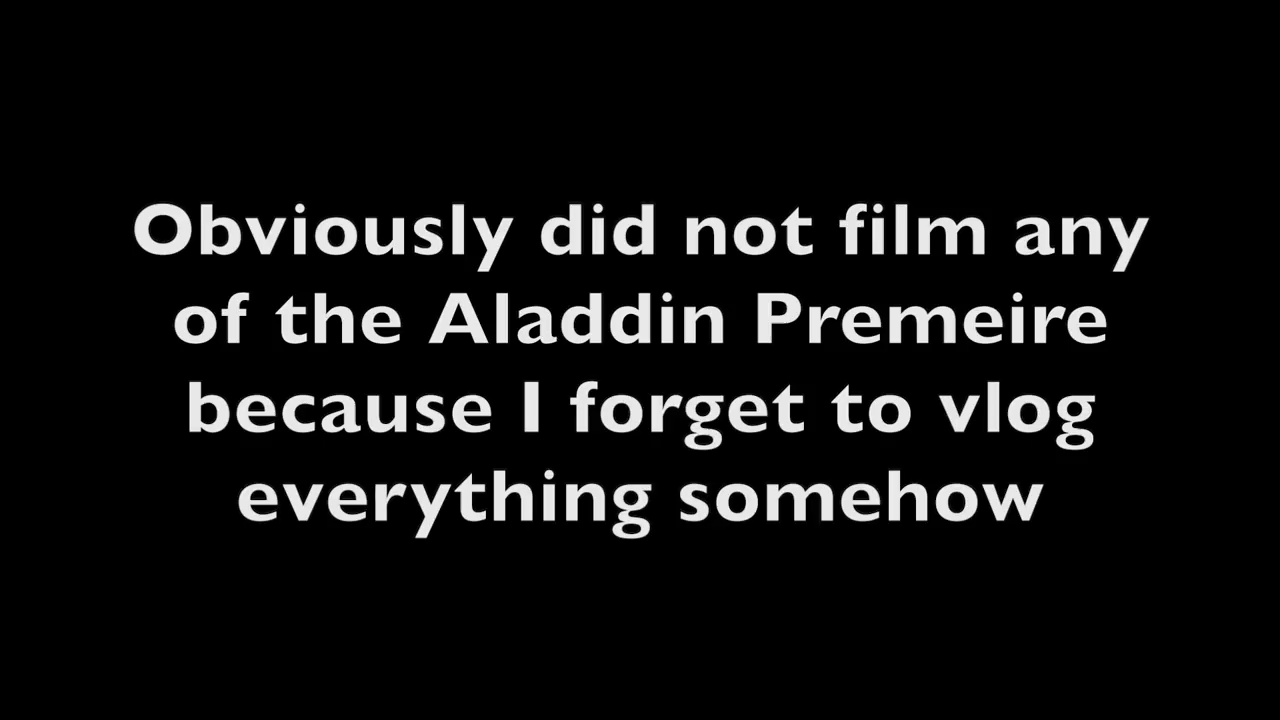 Obviously did not film any
of the Aladdin Premeire
because I forget to vlog
everything somehow